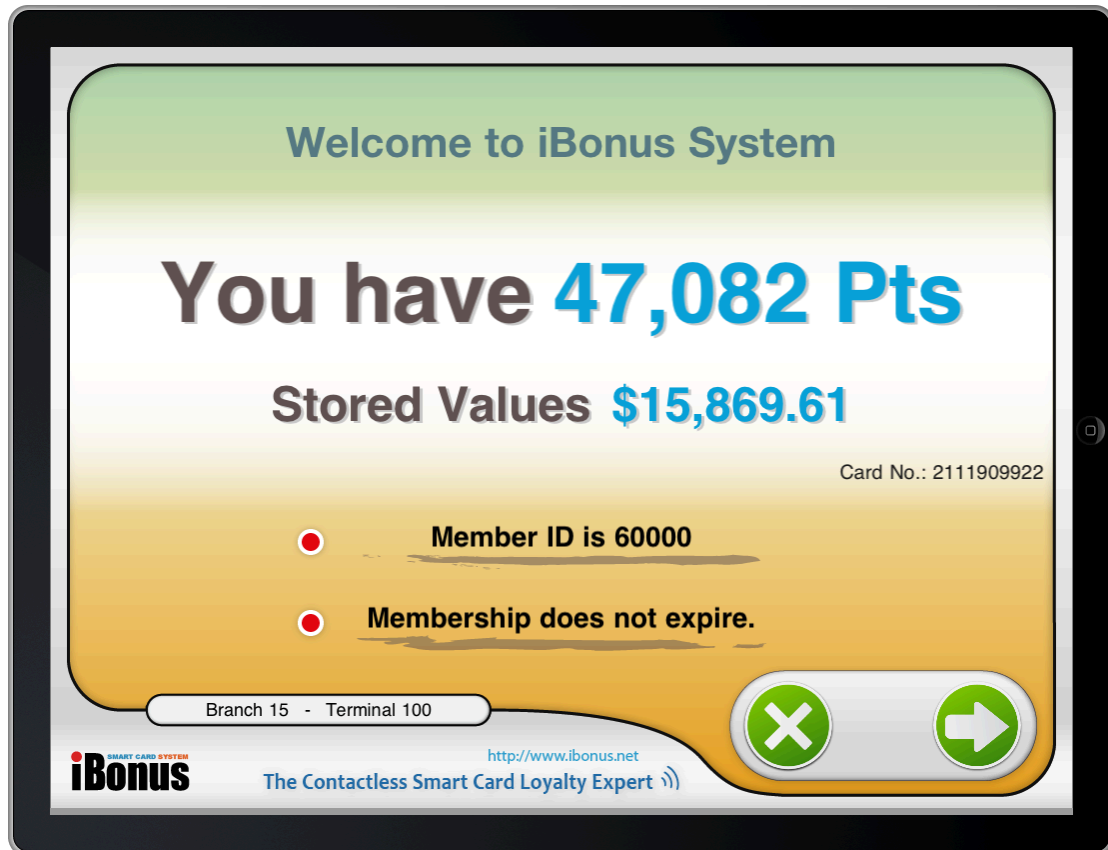 Welcome to iBonus System
You have 47,082 Pts
Stored Values $15,869.61
Card No.: 2111909922
Member ID is 60000
Membership does not expire.
Branch 15 - Terminal 100
SMART CARD SYSTEM
iBonus
http://www.ibonus.net
The Contactless Smart Card Loyalty Expert